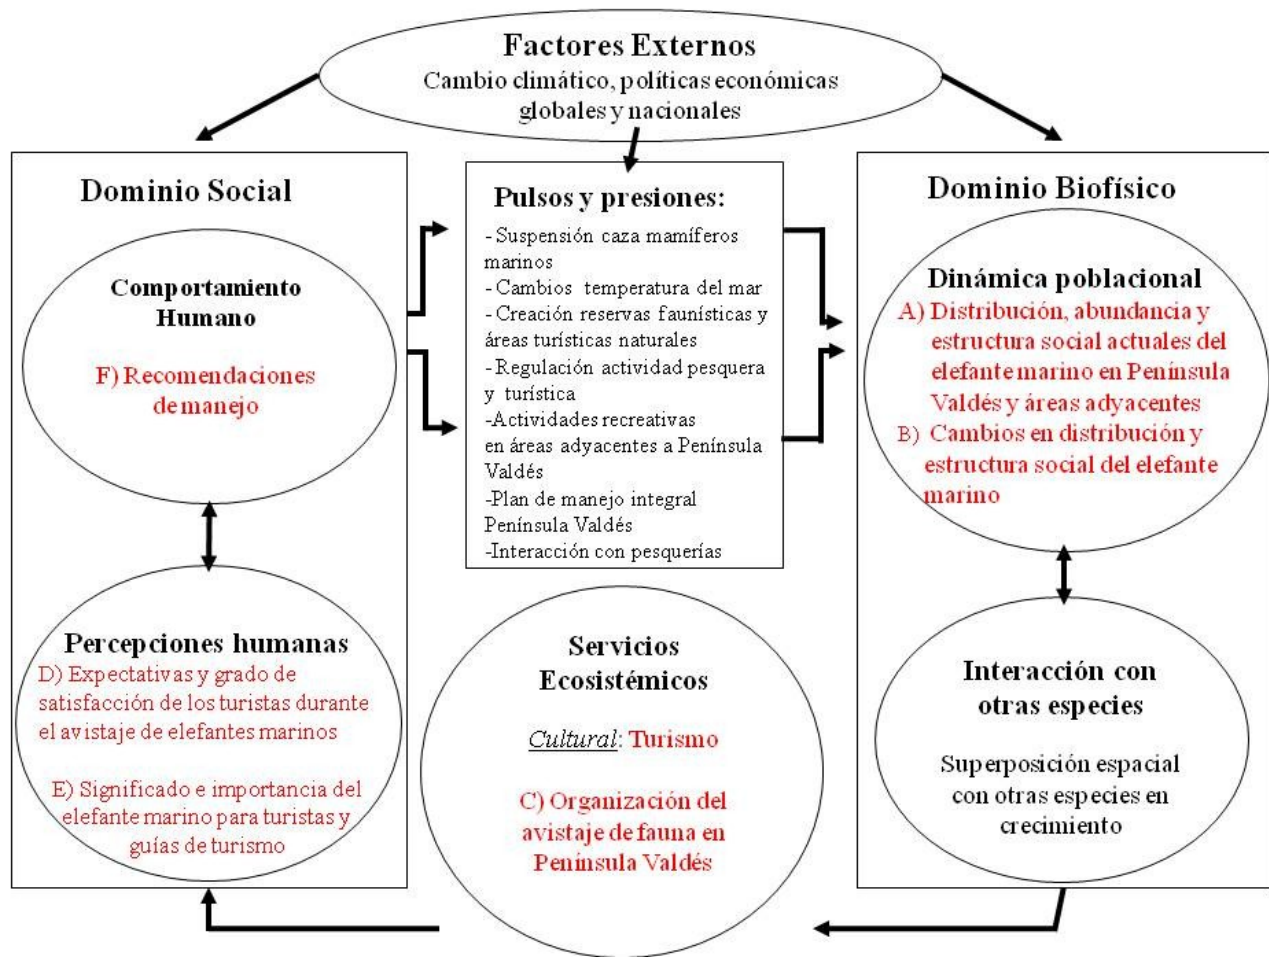 Factores Externos
Cambio climático, políticas económicas
globales y nacionales
Dominio Social
Comportamiento
Humano
F) Recomendaciones
de manejo
Percepciones humanas
D) Expectativas y grado de
satisfacción de los turistas durante
el avistaje de elefantes marinos
E) Significado e importancia del
elefante marino para turistas y
guías de turismo
Pulsos y presiones:
- Suspensión caza mamíferos
marinos
- Cambios temperatura del mar
- Creación reservas faunísticas y
áreas turísticas naturales
- Regulación actividad pesquera
y turística
-Actividades recreativas
en áreas adyacentes a Península
Valdés
-Plan de manejo integral
Península Valdés
-Interacción con pesquerías
Servicios
Ecosistémicos
Cultural: Turismo
C) Organización del
avistaje de fauna en
Península Valdés
Dominio Biofísico
Dinámica poblacional
A) Distribución, abundancia y
estructura social actuales del
elefante marino en Península
Valdés y áreas adyacentes
B) Cambios en distribución y
estructura social del elefante
marino
Interacción con
otras especies
Superposición espacial
con otras especies en
crecimiento